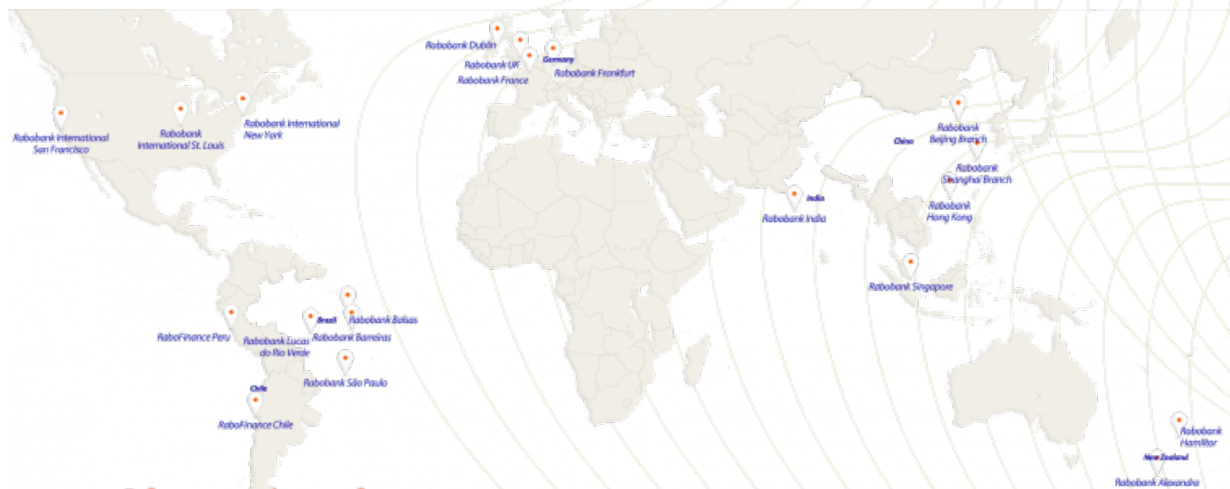 Rabobank Dublin
Rabobank UK
Rabobank France
Germany
Rabobank Frankfurt
Rabobank International
San Francisco
Rabobank
International St. Louis
Rabobank International
New York
China
Rabobank
Beijing Branch
Rabobank
Shanghai Branch
Rabobank
Hong Kong
India
Rabobank India
Rabobank Singapore
RaboFinance Peru
Brazil
Rabobank Balsas
Rabobank Lucas
do Rio Verde
Rabobank Barreiras
Rabobank São Paulo
Chile
RaboFinance Chile
Rabobank
Hamilton
New Zealand
Rabobank Alexandra